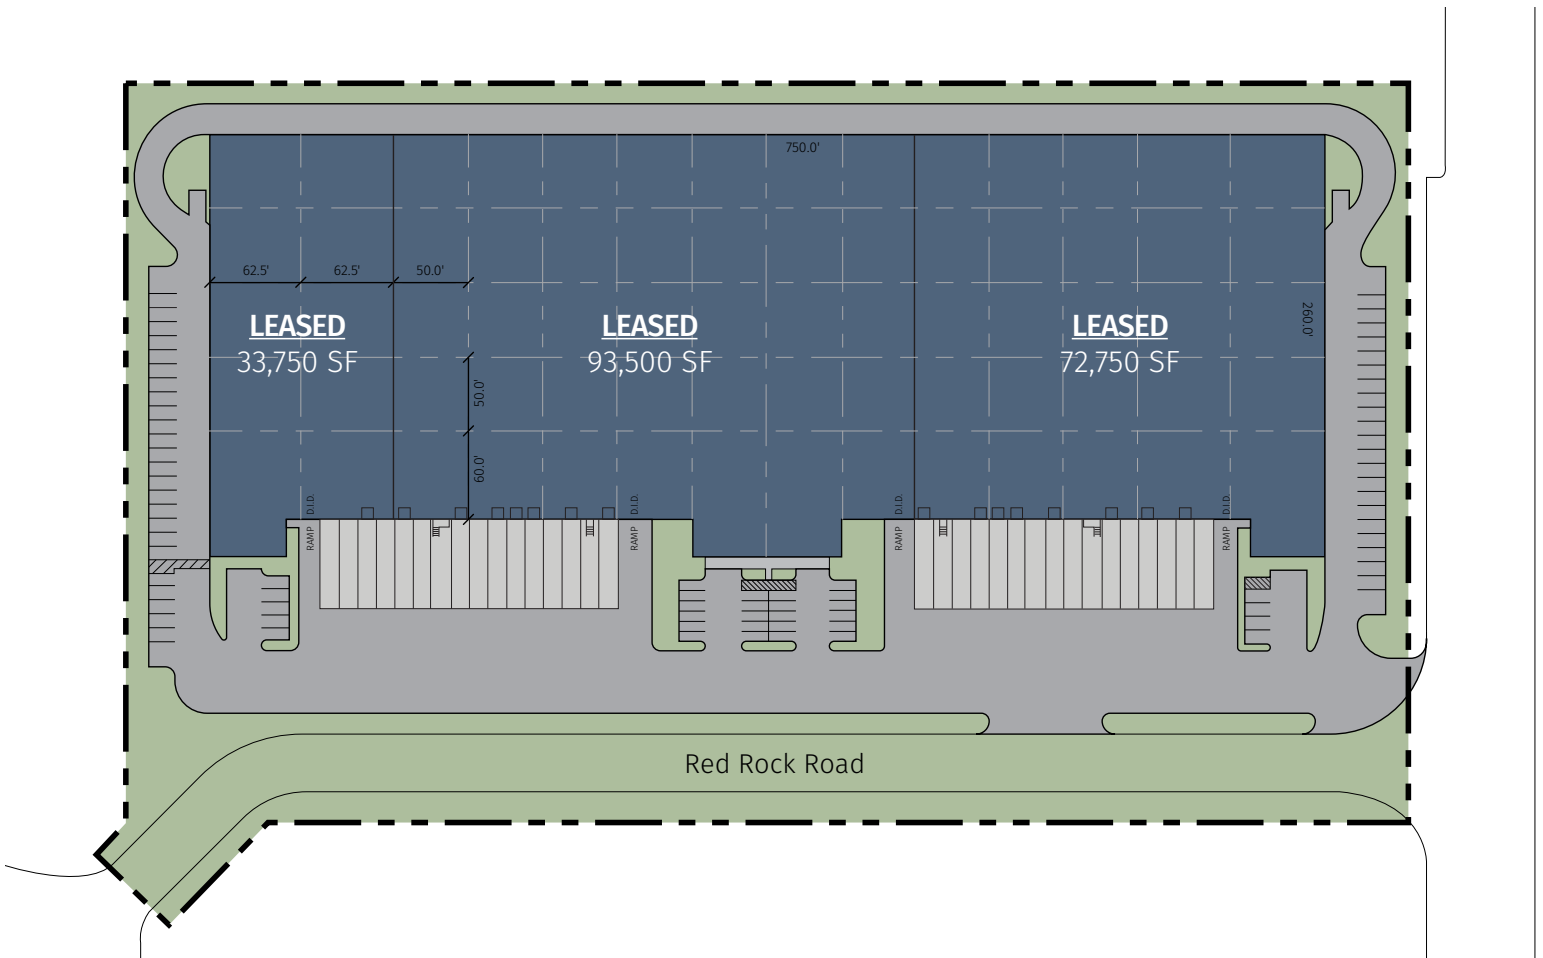 750.0'
62.5'
62.5'
50.0'
260.0'
LEASED
33,750 SF
LEASED
93,500 SF
LEASED
72,750 SF
50.0'
60.0'
D.I.D.
D.I.D.
D.I.D.
D.I.D.
RAMP
RAMP
RAMP
RAMP
Red Rock Road